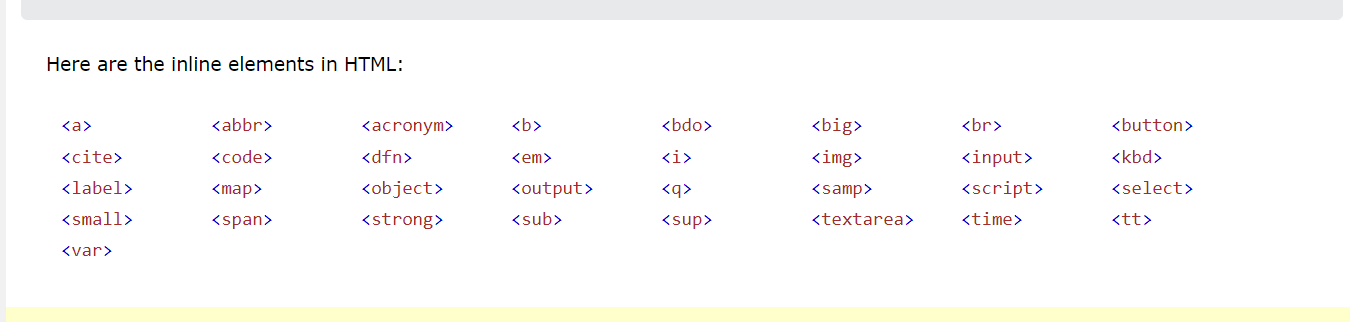 Here are the inline elements in HTML:
<a> <abbr> <acronym> <b> <bdo> <big> <br> <button>
<cite> <code> <dfn> <em> <i> <img> <input> <kbd>
<label> <map> <object> <output> <q> <samp> <script> <select>
<small> <span> <strong> <sub> <sup> <textarea> <time> <tt>
<var>